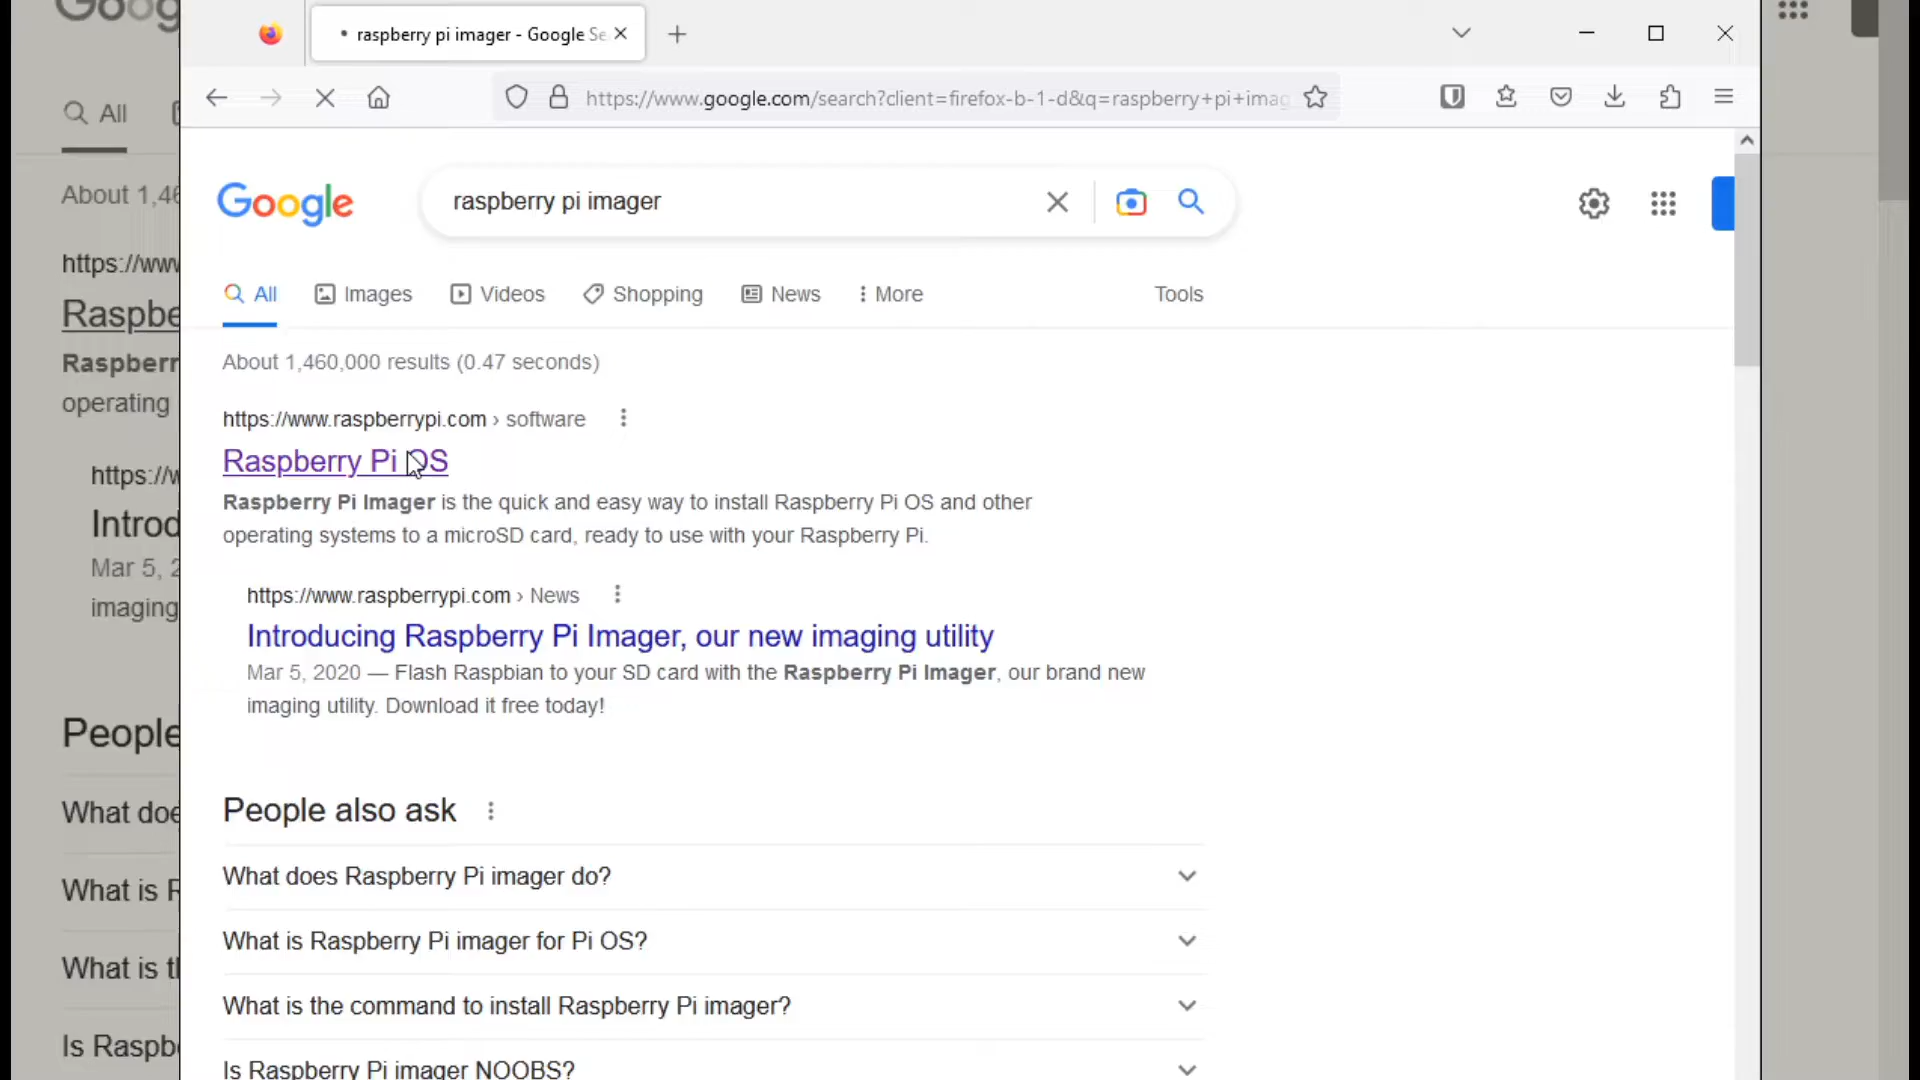 raspberry pi imager - Google Se
https://www.google.com/search?client=firefox-b-1-d&q=raspberry+pi+imag
Google
raspberry pi imager
All
Images
Videos
Shopping
News
More
Tools
About 1,460,000 results (0.47 seconds)
https://www.raspberrypi.com › software
Raspberry Pi OS
Raspberry Pi Imager is the quick and easy way to install Raspberry Pi OS and other
operating systems to a microSD card, ready to use with your Raspberry Pi.
https://www.raspberrypi.com › News
Introducing Raspberry Pi Imager, our new imaging utility
Mar 5, 2020 — Flash Raspbian to your SD card with the Raspberry Pi Imager, our brand new
imaging utility. Download it free today!
People also ask
What does Raspberry Pi imager do?
What is Raspberry Pi imager for Pi OS?
What is the command to install Raspberry Pi imager?
Is Raspberry Pi imager NOOBS?
Goog
All
About 1,46
https://www
Raspbe
Raspberr
operating
https://w
Introd
Mar 5, 2
imaging
People
What doe
What is R
What is th
Is Raspb